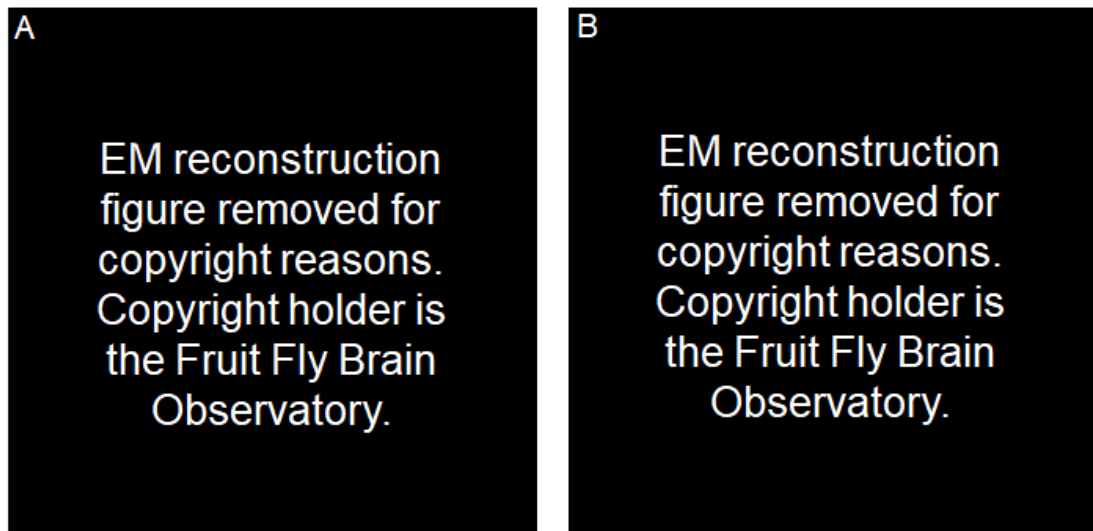 A
EM reconstruction
figure removed for
copyright reasons.
Copyright holder is
the Fruit Fly Brain
Observatory.
B
EM reconstruction
figure removed for
copyright reasons.
Copyright holder is
the Fruit Fly Brain
Observatory.